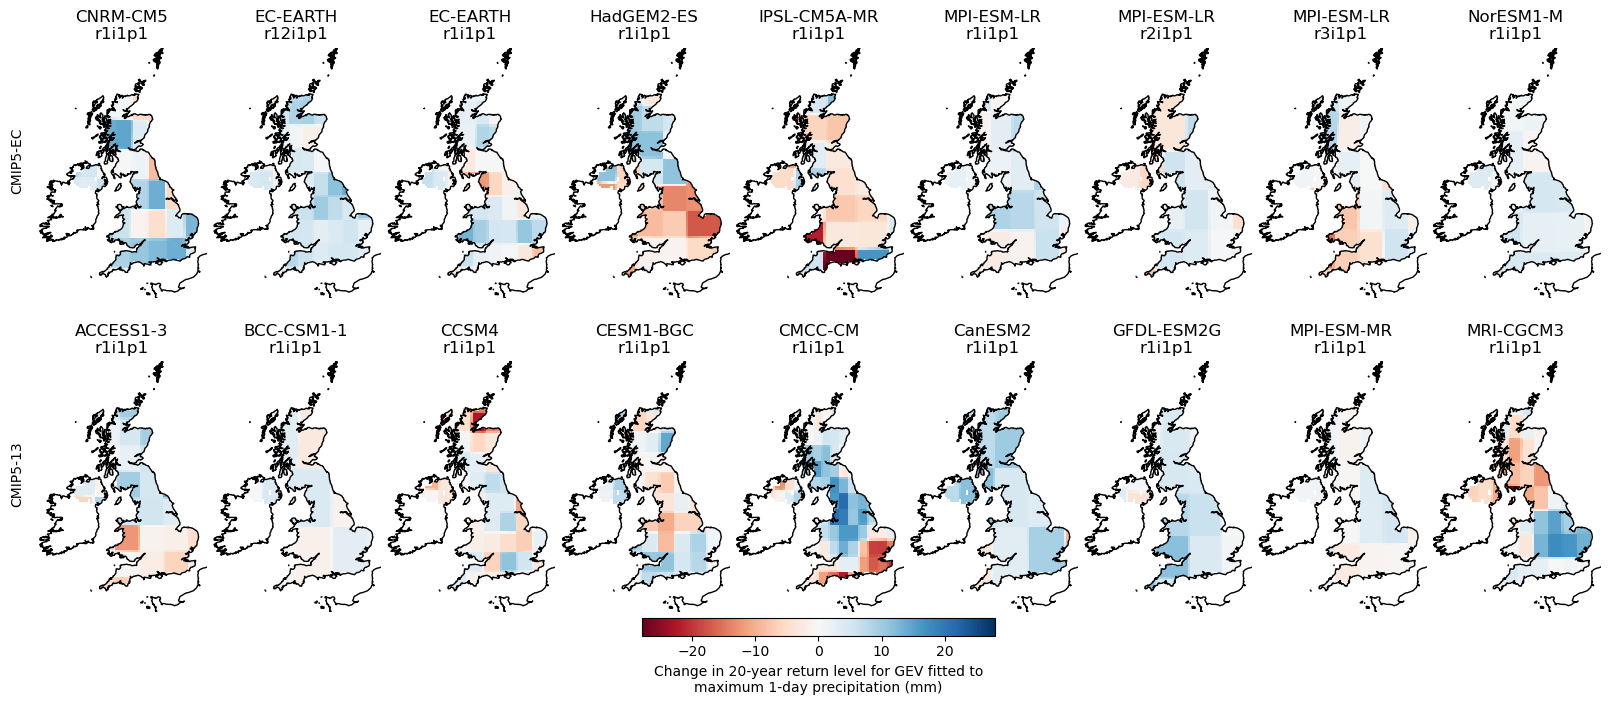 CNRM-CM5
r1i1p1
EC-EARTH
r12i1p1
EC-EARTH
r1i1p1
HadGEM2-ES
r1i1p1
IPSL-CM5A-MR
r1i1p1
MPI-ESM-LR
r1i1p1
MPI-ESM-LR
r2i1p1
MPI-ESM-LR
r3i1p1
NorESM1-M
r1i1p1
CMIP5-EC
ACCESS1-3
r1i1p1
BCC-CSM1-1
r1i1p1
CCSM4
r1i1p1
CESM1-BGC
r1i1p1
CMCC-CM
r1i1p1
CanESM2
r1i1p1
GFDL-ESM2G
r1i1p1
MPI-ESM-MR
r1i1p1
MRI-CGCM3
r1i1p1
CMIP5-13
−20 −10 0 10 20
Change in 20-year return level for GEV fitted to
maximum 1-day precipitation (mm)